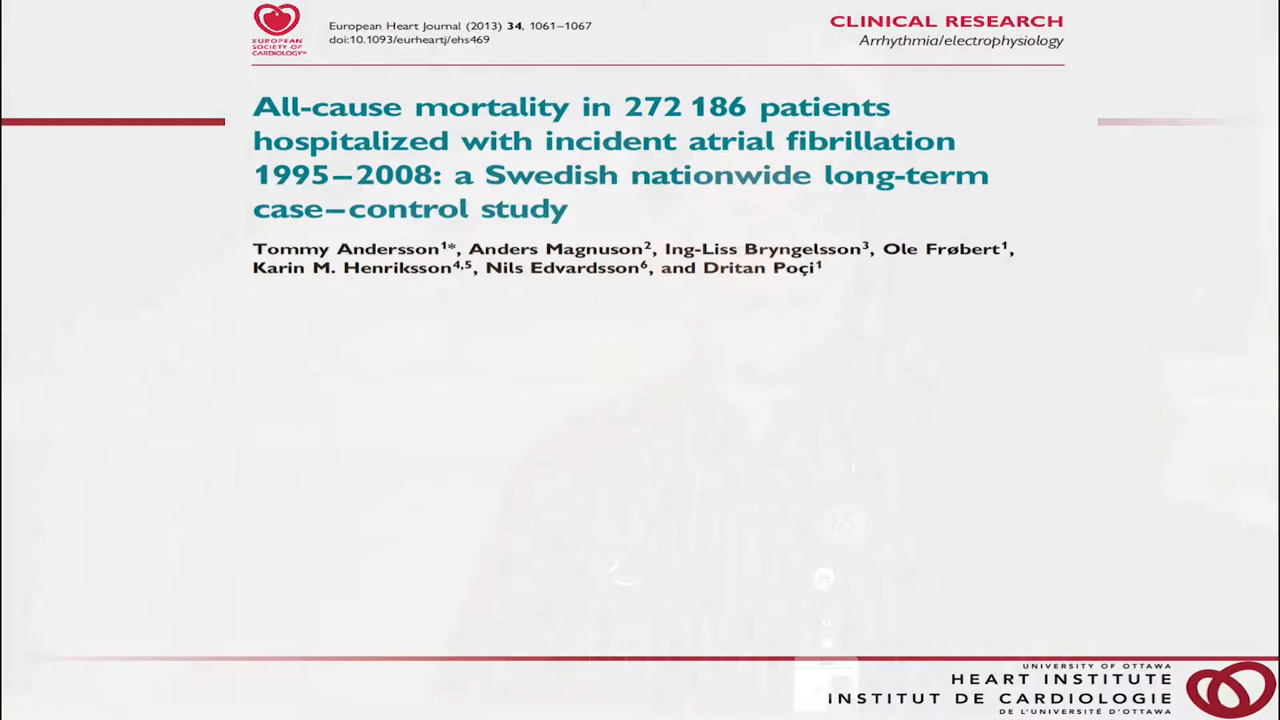 European Heart Journal (2013) 34, 1061–1067
doi:10.1093/eurheartj/ehs469
EUROPEAN
SOCIETY OF
CARDIOLOGY®
CLINICAL RESEARCH
Arrhythmia/electrophysiology
All-cause mortality in 272 186 patients
hospitalized with incident atrial fibrillation
1995–2008: a Swedish nationwide long-term
case–control study
Tommy Andersson1*, Anders Magnuson2, Ing-Liss Bryngelsson3, Ole Frøbert1,
Karin M. Henriksson4,5, Nils Edvardsson6, and Dritan Poçi1
UNIVERSITY OF OTTAWA
HEART INSTITUTE
INSTITUT DE CARDIOLOGIE
DE L'UNIVERSITÉ D'OTTAWA